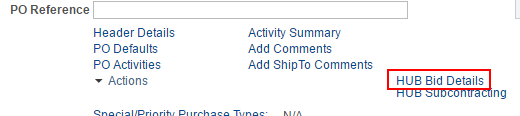 PO Reference
Header Details Activity Summary
PO Defaults Add Comments
PO Activities Add ShipTo Comments
Actions HUB Bid Details
HUB Subcontracting
Special/Priority Purchase Types: N/A